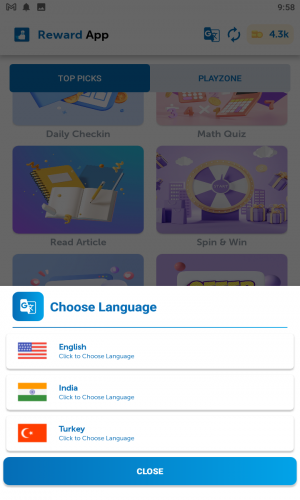 9:58
Reward App
4.3k
TOP PICKS
PLAYZONE
Daily Checkin
Math Quiz
Read Article
Spin & Win
Choose Language
English
Click to Choose Language
India
Click to Choose Language
Turkey
Click to Choose Language
CLOSE